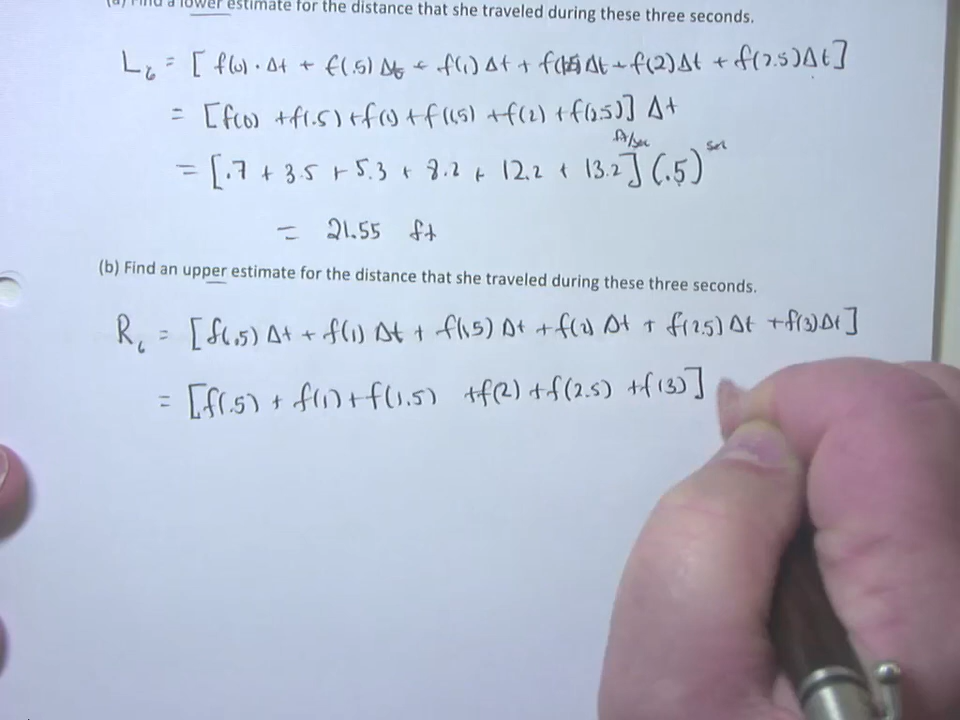 (a) Find a lower estimate for the distance that she traveled during these three seconds.
L₆ = [ f(0) · Δt + f(.5) Δt + f(1) Δt + f(1.5) Δt + f(2) Δt + f(2.5) Δt ]
= [f(0) + f(.5) + f(1) + f(1.5) + f(2) + f(2.5)] Δt
ft/sec sec
= [.7 + 3.5 + 5.3 + 8.2 + 12.2 + 13.2] (.5)
= 21.55 ft
(b) Find an upper estimate for the distance that she traveled during these three seconds.
R₆ = [f(.5) Δt + f(1) Δt + f(1.5) Δt + f(2) Δt + f(2.5) Δt + f(3) Δt]
= [f(.5) + f(1) + f(1.5) + f(2) + f(2.5) + f(3)]